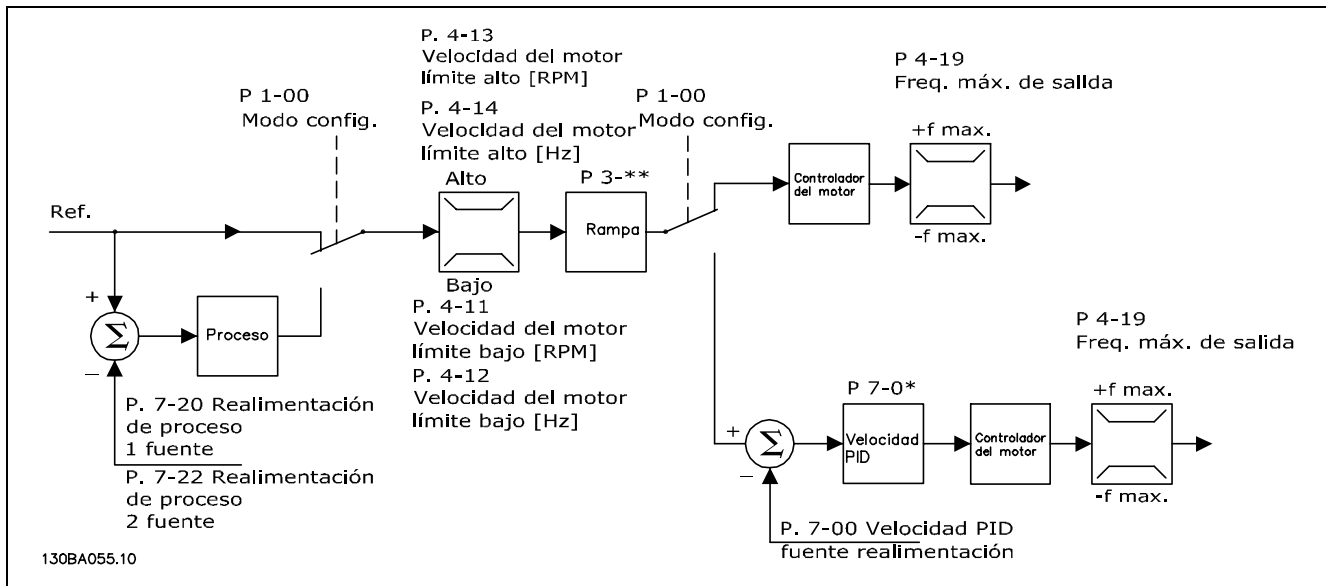 P. 4-13
Velocidad del motor
límite alto [RPM]
P 4-19
Freq. máx. de salida
P 1-00
Modo config.
P. 4-14
Velocidad del motor
límite alto [Hz]
P 1-00
Modo config.
+f max.
Alto
P 3-**
Controlador
del motor
Ref.
Rampa
-f max.
Bajo
+
Σ
Proceso
–
P. 4-11
Velocidad del motor
límite bajo [RPM]
P. 4-12
Velocidad del motor
límite bajo [Hz]
P 4-19
Freq. máx. de salida
P. 7-20 Realimentación
de proceso
1 fuente
P. 7-22 Realimentación
de proceso
2 fuente
P 7-0*
+f max.
+
Σ
Velocidad
PID
Controlador
del motor
–
-f max.
P. 7-00 Velocidad PID
fuente realimentación
130BA055.10